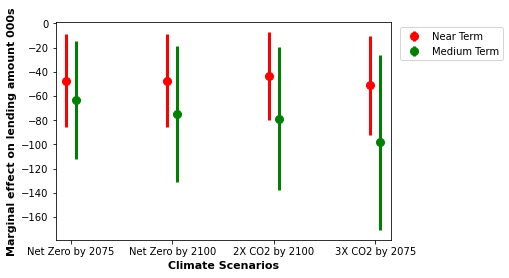 Marginal effect on lending amount 000s
0
−20
−40
−60
−80
−100
−120
−140
−160
Net Zero by 2075 Net Zero by 2100 2X CO2 by 2100 3X CO2 by 2075
Climate Scenarios
Near Term
Medium Term